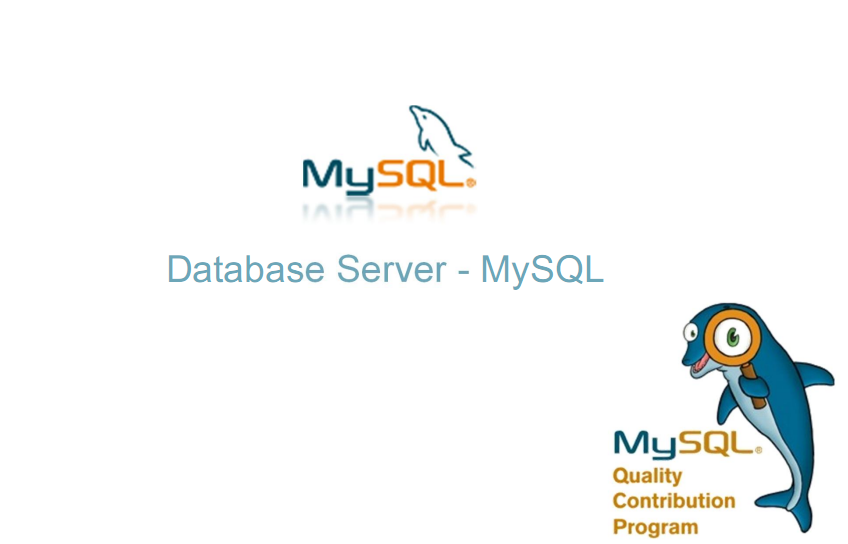 MySQL®
Database Server - MySQL
MySQL®
Quality
Contribution
Program